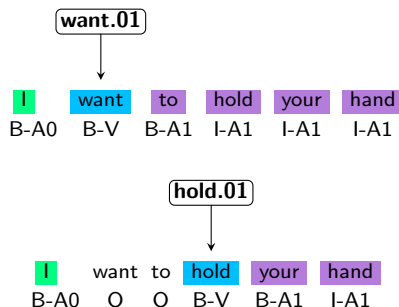 want.01
I want to hold your hand
B-A0 B-V B-A1 I-A1 I-A1 I-A1
hold.01
I want to hold your hand
B-A0 O O B-V B-A1 I-A1